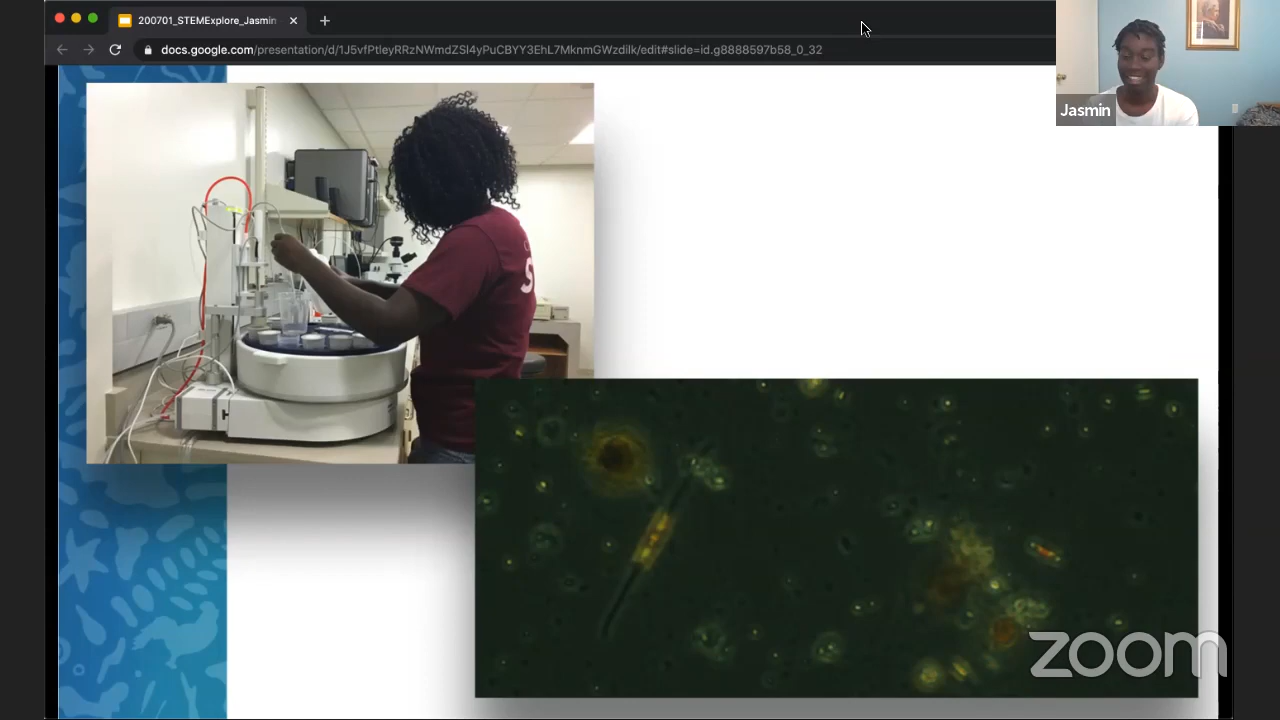 200701_STEMExplore_Jasmin
docs.google.com/presentation/d/1J5vfPtleyRRzNWmdZSl4yPuCBYY3EhL7MknmGWzdilk/edit#slide=id.g8888597b58_0_32
Jasmin
S
zoom